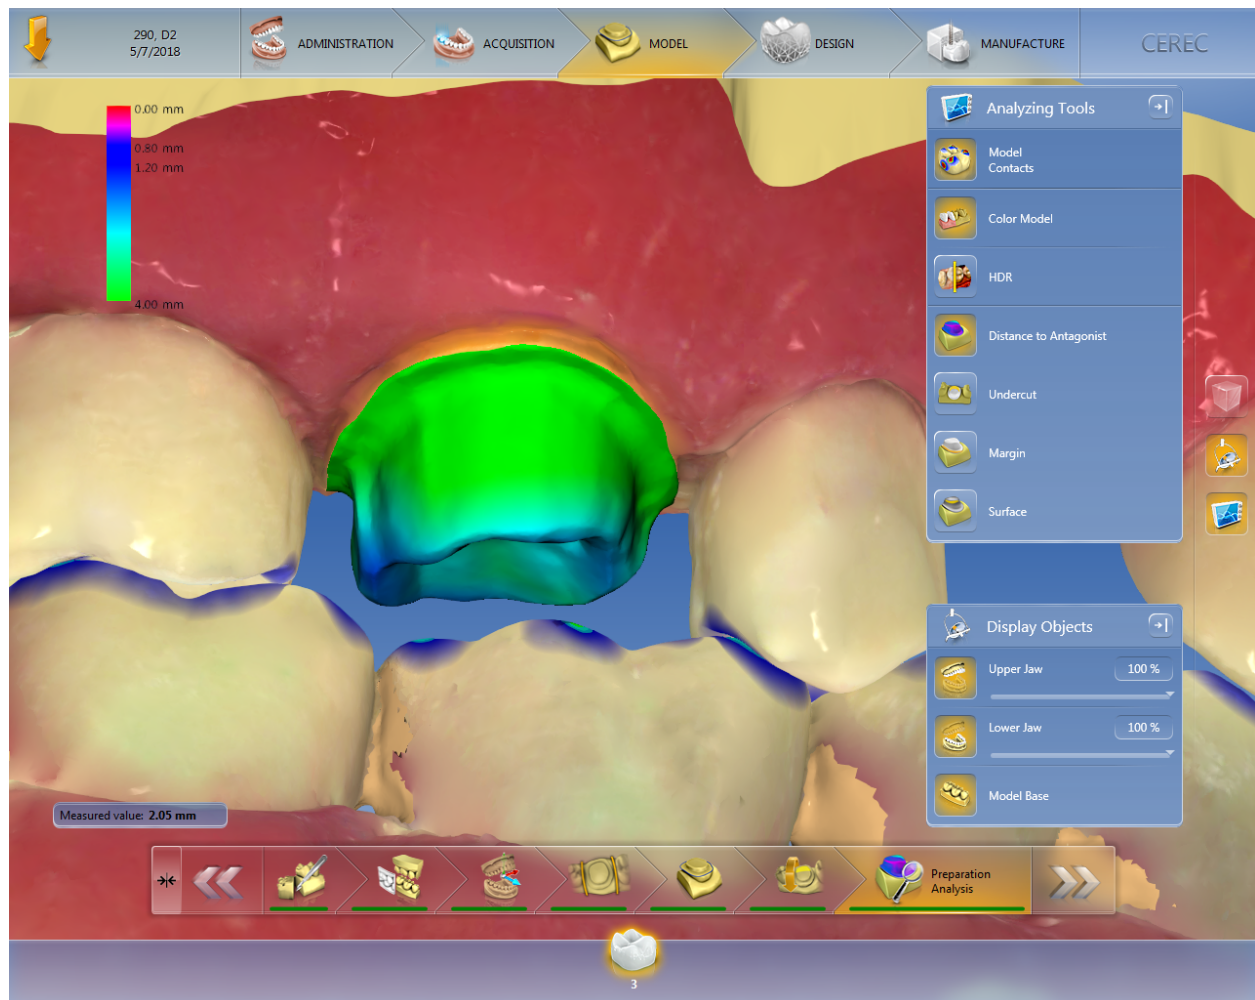 290, D2
5/7/2018
ADMINISTRATION
ACQUISITION
MODEL
DESIGN
MANUFACTURE
CEREC
0.00 mm
0.80 mm
1.20 mm
4.00 mm
Analyzing Tools
Model
Contacts
Color Model
HDR
Distance to Antagonist
Undercut
Margin
Surface
Display Objects
Upper Jaw 100 %
Lower Jaw 100 %
Model Base
Measured value: 2.05 mm
Preparation
Analysis
3